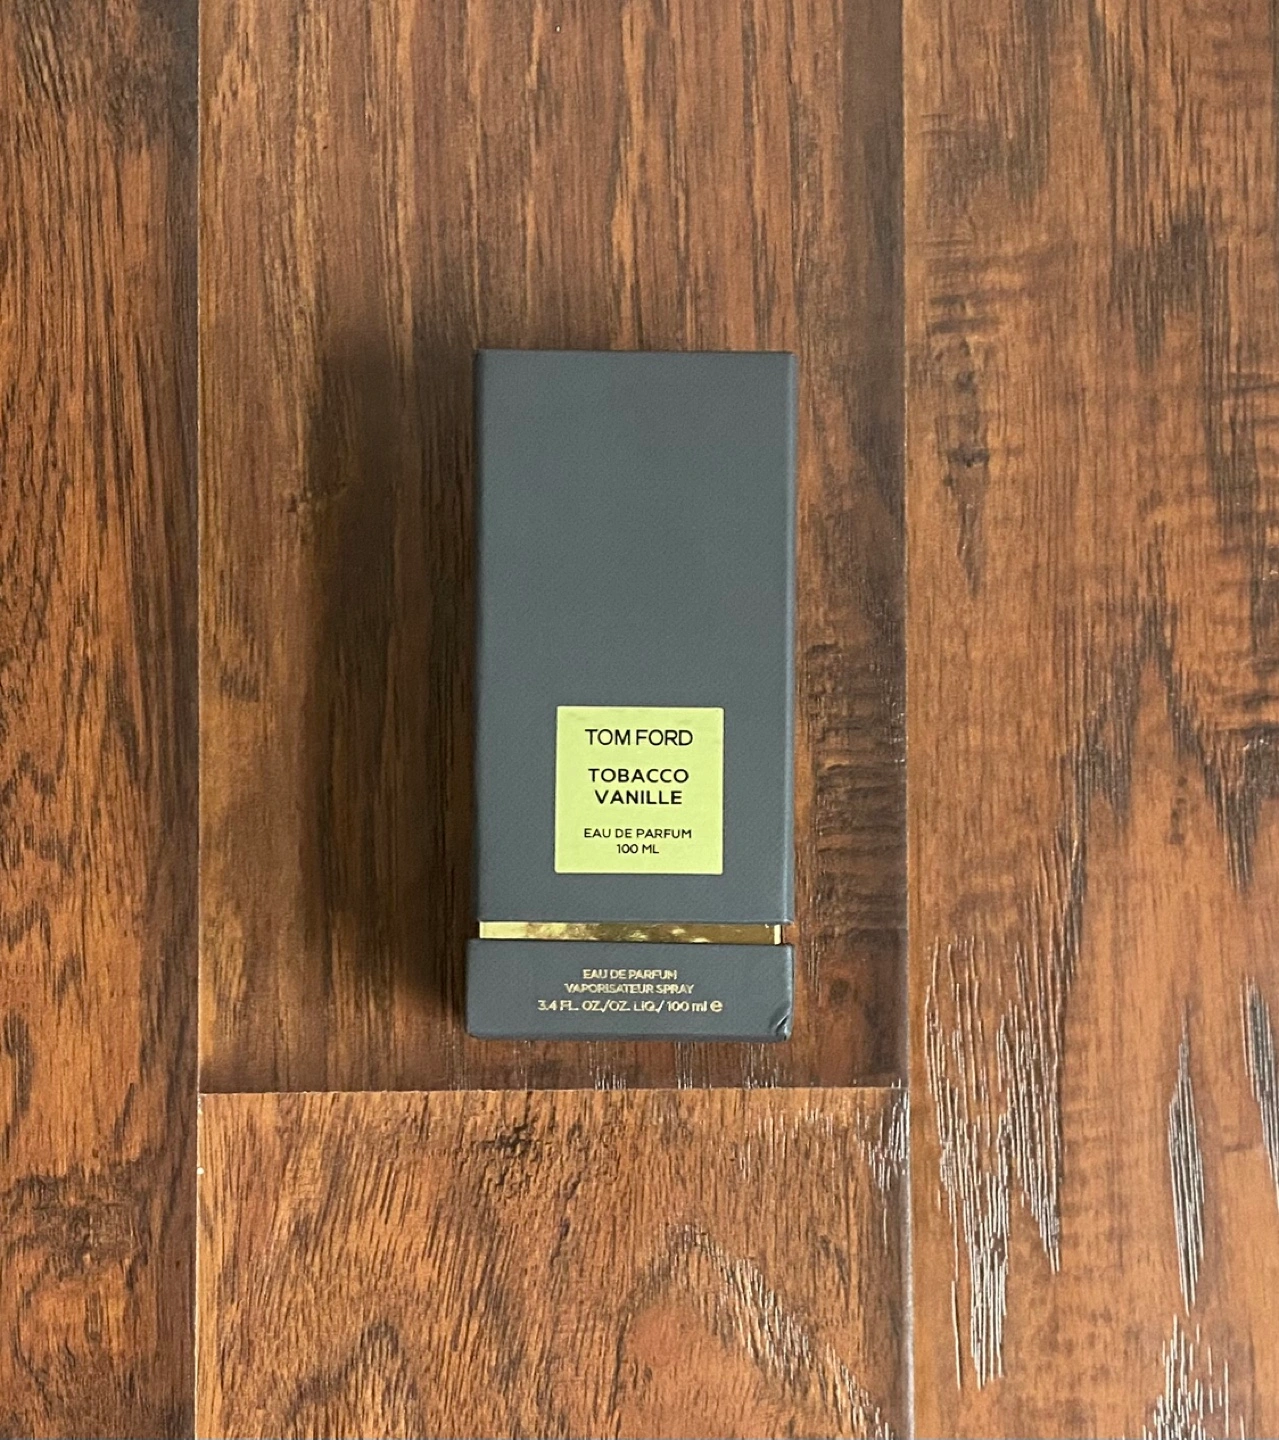 TOM FORD
TOBACCO
VANILLE
EAU DE PARFUM
100 ML
EAU DE PARFUM
VAPORISATEUR SPRAY
3.4 FL. OZ./OZ. LIQ./ 100 ml ℮